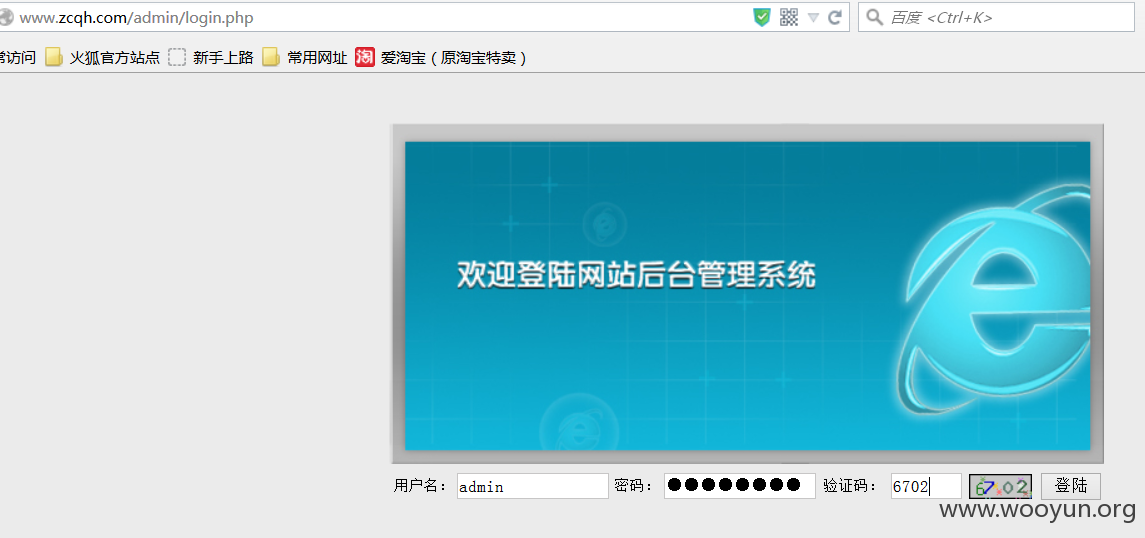 www.zcqh.com/admin/login.php 百度 <Ctrl+K>
常访问 火狐官方站点 新手上路 常用网址 淘 爱淘宝（原淘宝特卖）
欢迎登陆网站后台管理系统
用户名： admin 密码： ●●●●●●●● 验证码： 6702 6702 登陆
www.wooyun.org